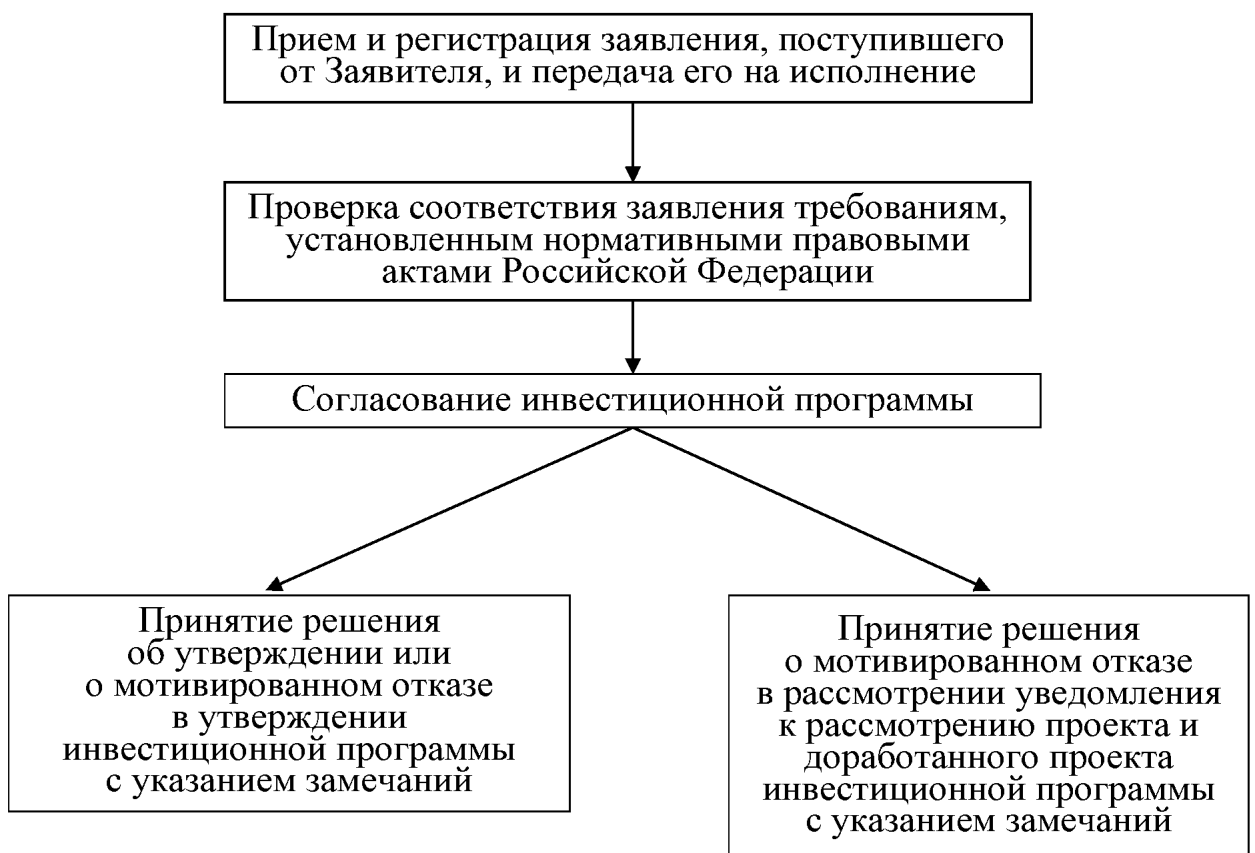 Прием и регистрация заявления, поступившего
от Заявителя, и передача его на исполнение
Проверка соответствия заявления требованиям,
установленным нормативными правовыми
актами Российской Федерации
Согласование инвестиционной программы
Принятие решения
об утверждении или
о мотивированном отказе
в утверждении
инвестиционной программы
с указанием замечаний
Принятие решения
о мотивированном отказе
в рассмотрении уведомления
к рассмотрению проекта и
доработанного проекта
инвестиционной программы
с указанием замечаний